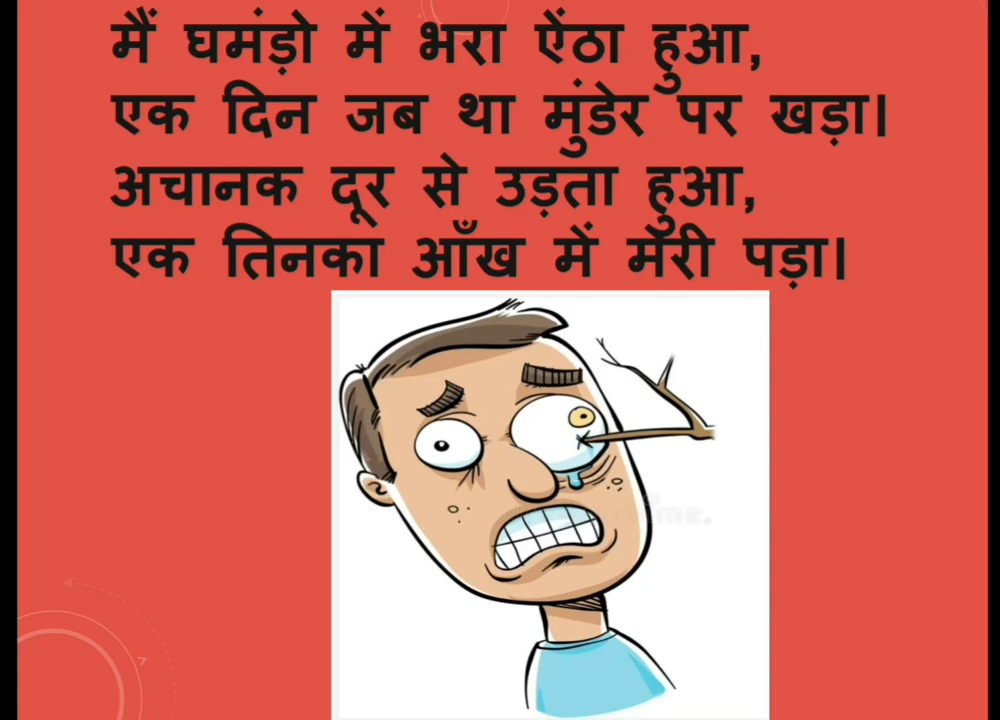 मैं घमंड़ो में भरा ऐंठा हुआ,
एक दिन जब था मुंडेर पर खड़ा।
अचानक दूर से उड़ता हुआ,
एक तिनका आँख में मेरी पड़ा।